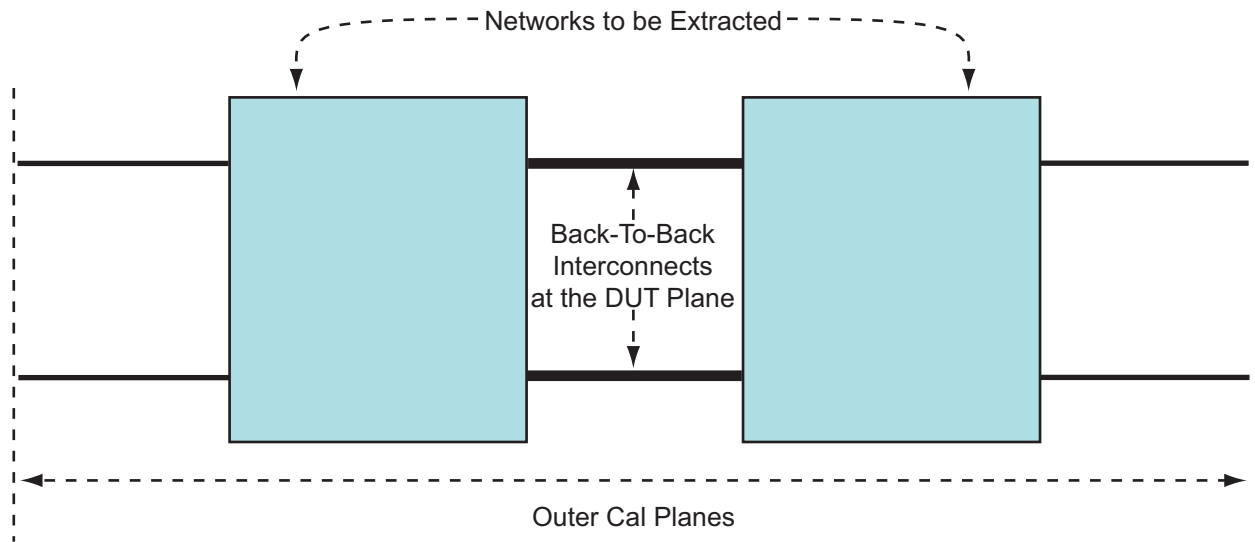 Networks to be Extracted
Back-To-Back
Interconnects
at the DUT Plane
Outer Cal Planes